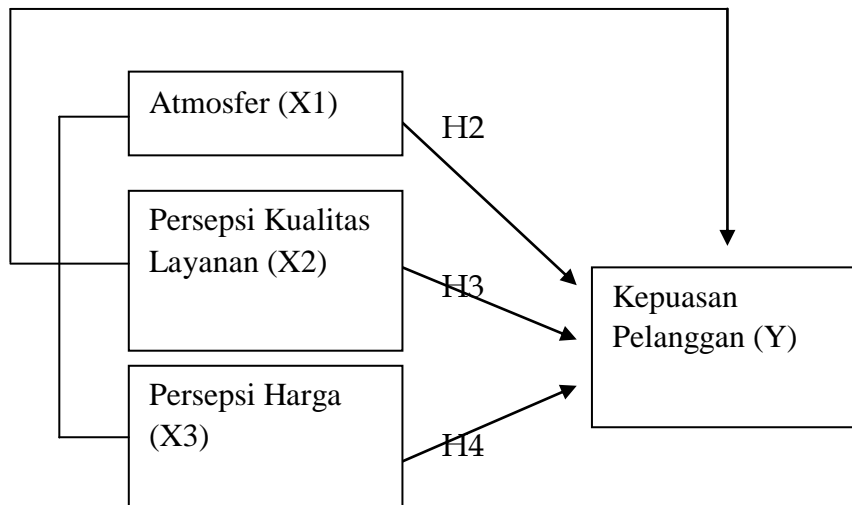 Atmosfer (X1)
H2
Persepsi Kualitas
Layanan (X2)
H3
Kepuasan
Pelanggan (Y)
Persepsi Harga
(X3)
H4